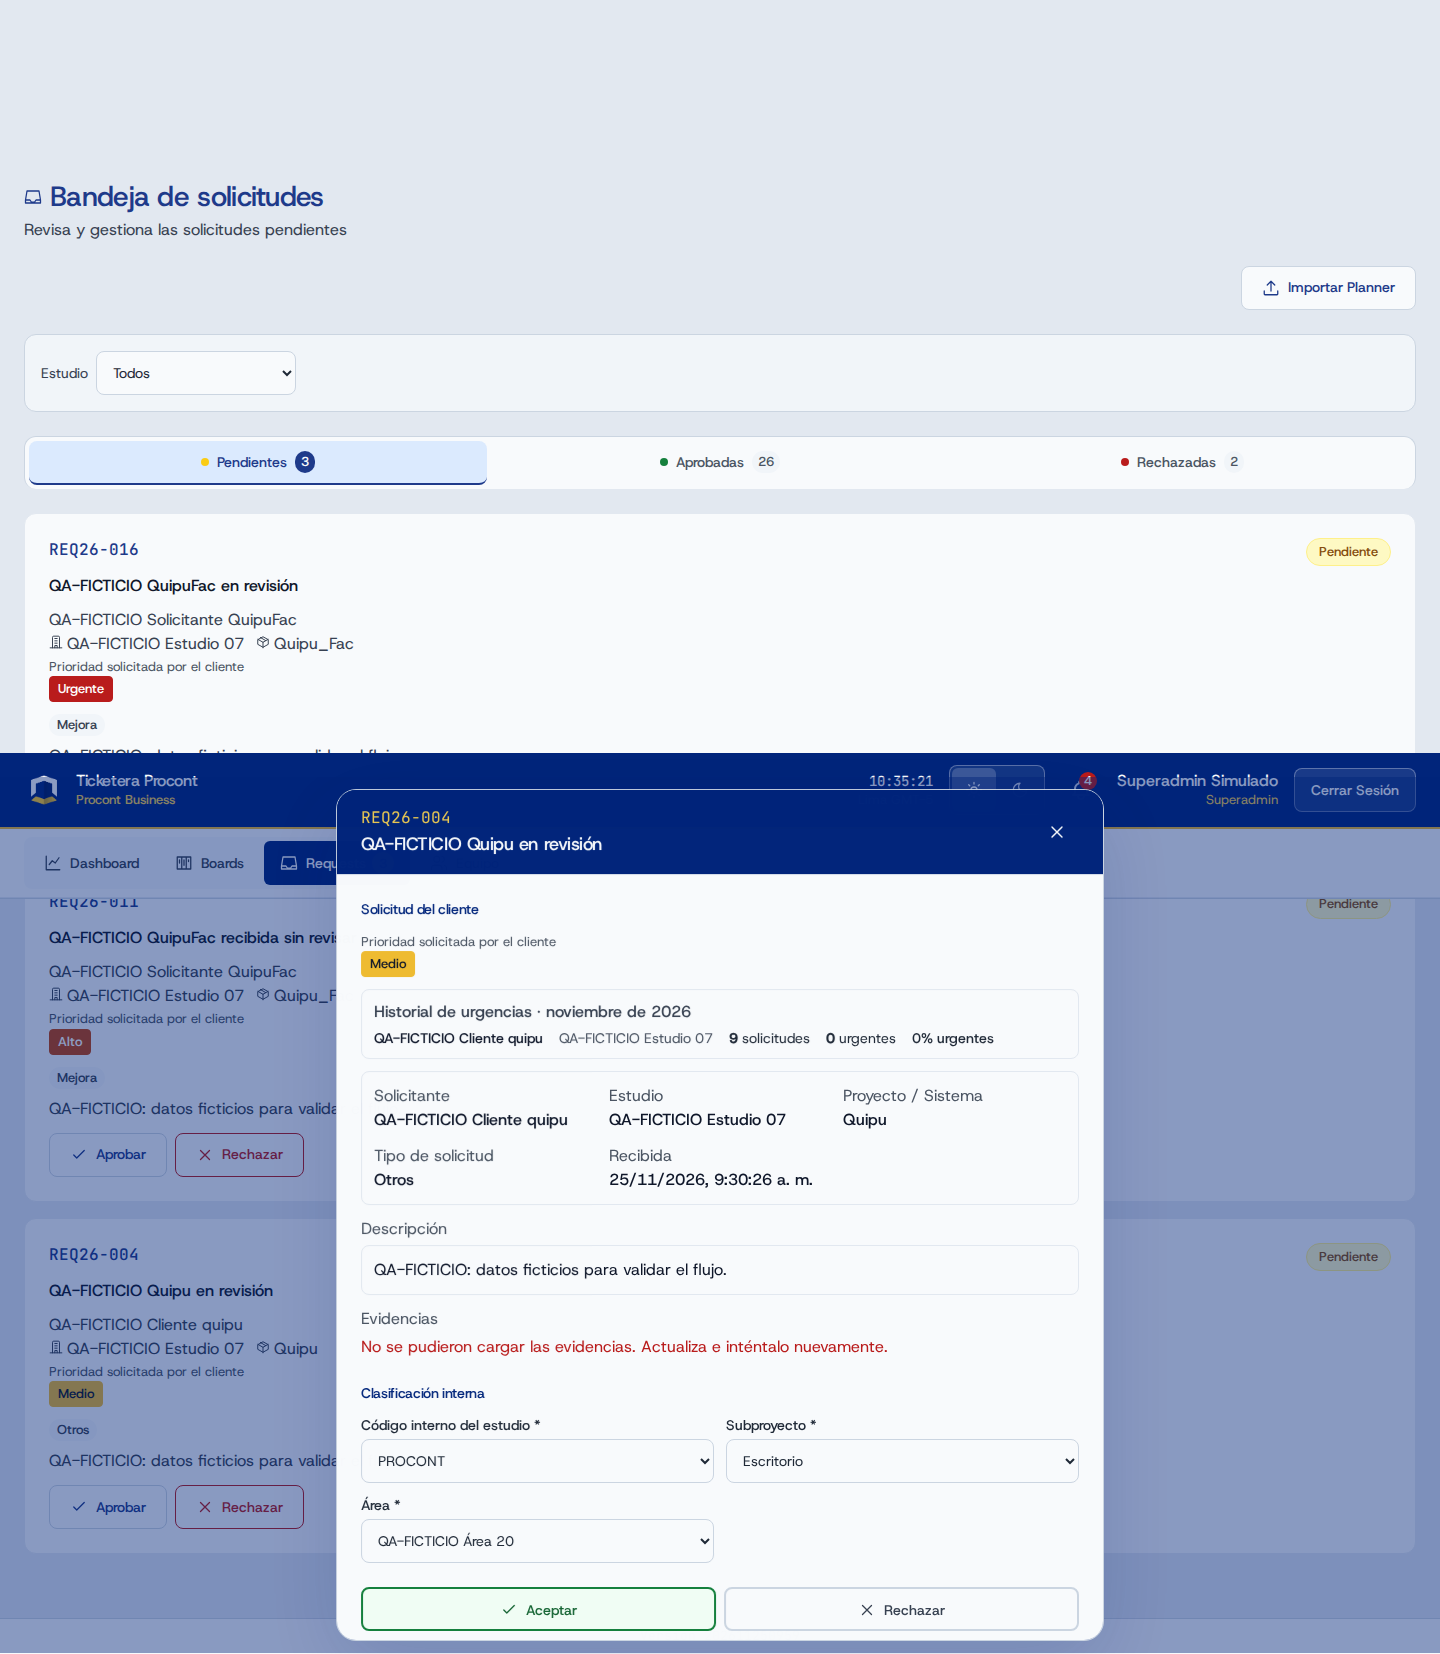 Bandeja de solicitudes
Revisa y gestiona las solicitudes pendientes
Importar Planner
Estudio Todos
Pendientes 3 Aprobadas 26 Rechazadas 2
REQ26-016 Pendiente
QA-FICTICIO QuipuFac en revisión
QA-FICTICIO Solicitante QuipuFac
QA-FICTICIO Estudio 07 Quipu_Fac
Prioridad solicitada por el cliente
Urgente
Mejora
Ticketera Procont
Procont Business
10:35:21
4
Superadmin Simulado
Superadmin
Cerrar Sesión
Dashboard Boards
REQ26-011 Pendiente
QA-FICTICIO QuipuFac recibida sin
QA-FICTICIO Solicitante QuipuFac
QA-FICTICIO Estudio 07
Prioridad solicitada por el cliente
Alto
Mejora
QA-FICTICIO: datos ficticios para
Aprobar Rechazar
REQ26-004 Pendiente
QA-FICTICIO Quipu en revisión
QA-FICTICIO Cliente quipu
QA-FICTICIO Estudio 07 Quipu
Prioridad solicitada por el cliente
Medio
Otros
QA-FICTICIO: datos ficticios para
Aprobar Rechazar
REQ26-004
QA-FICTICIO Quipu en revisión
Solicitud del cliente
Prioridad solicitada por el cliente
Medio
Historial de urgencias · noviembre de 2026
QA-FICTICIO Cliente quipu QA-FICTICIO Estudio 07 9 solicitudes 0 urgentes 0% urgentes
Solicitante Estudio Proyecto / Sistema
QA-FICTICIO Cliente quipu QA-FICTICIO Estudio 07 Quipu
Tipo de solicitud Recibida
Otros 25/11/2026, 9:30:26 a. m.
Descripción
QA-FICTICIO: datos ficticios para validar el flujo.
Evidencias
No se pudieron cargar las evidencias. Actualiza e inténtalo nuevamente.
Clasificación interna
Código interno del estudio * Subproyecto *
PROCONT Escritorio
Área *
QA-FICTICIO Área 20
Aceptar Rechazar